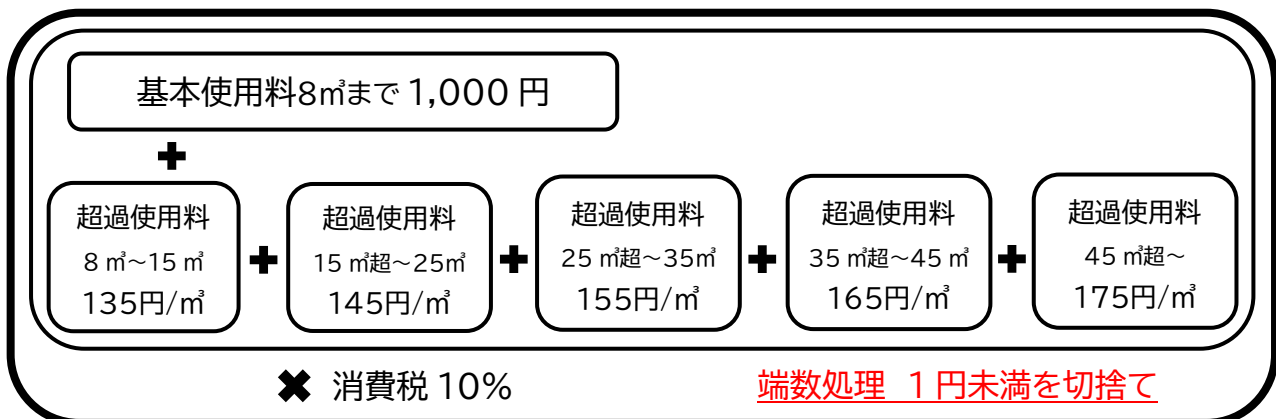 基本使用料8㎥まで 1,000 円
超過使用料
8 ㎥～15 ㎥
135円/㎥
超過使用料
15 ㎥超～25㎥
145円/㎥
超過使用料
25 ㎥超～35㎥
155円/㎥
超過使用料
35 ㎥超～45 ㎥
165円/㎥
超過使用料
45 ㎥超～
175円/㎥
✖ 消費税 10%
端数処理 1円未満を切捨て